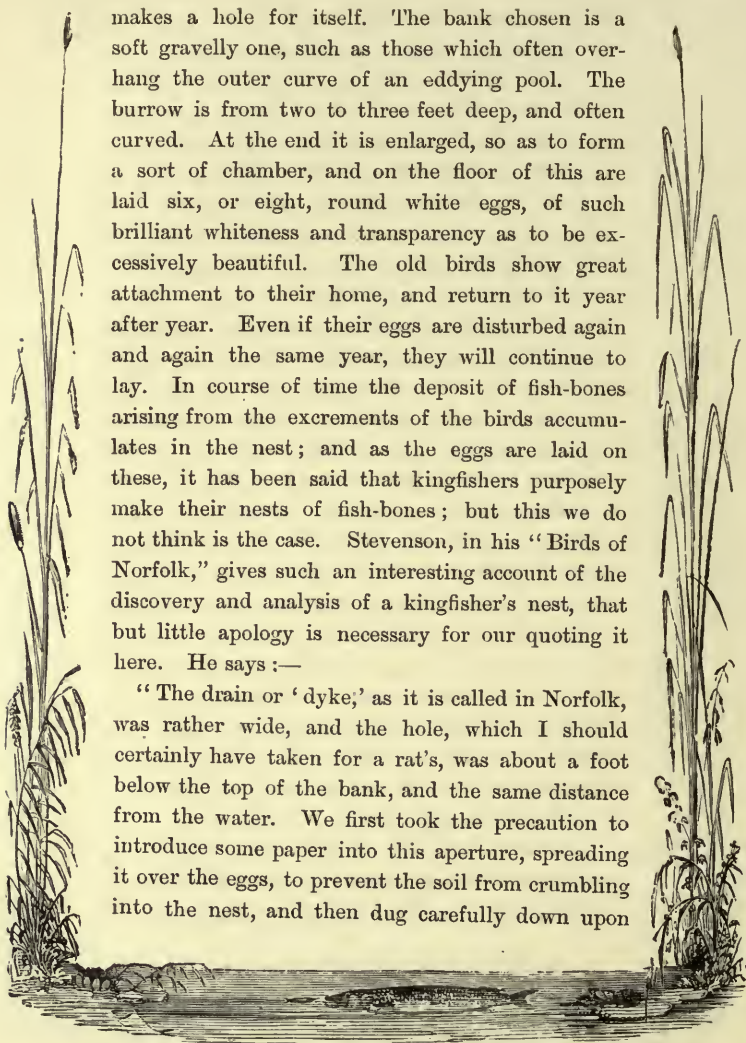 makes a hole for itself. The bank chosen is a
soft gravelly one, such as those which often over-
hang the outer curve of an eddying pool. The
burrow is from two to three feet deep, and often
curved. At the end it is enlarged, so as to form
a sort of chamber, and on the floor of this are
laid six, or eight, round white eggs, of such
brilliant whiteness and transparency as to be ex-
cessively beautiful. The old birds show great
attachment to their home, and return to it year
after year. Even if their eggs are disturbed again
and again the same year, they will continue to
lay. In course of time the deposit of fish-bones
arising from the excrements of the birds accumu-
lates in the nest; and as the eggs are laid on
these, it has been said that kingfishers purposely
make their nests of fish-bones; but this we do
not think is the case. Stevenson, in his “Birds of
Norfolk,” gives such an interesting account of the
discovery and analysis of a kingfisher’s nest, that
but little apology is necessary for our quoting it
here. He says:—
“The drain or ‘dyke,’ as it is called in Norfolk,
was rather wide, and the hole, which I should
certainly have taken for a rat’s, was about a foot
below the top of the bank, and the same distance
from the water. We first took the precaution to
introduce some paper into this aperture, spreading
it over the eggs, to prevent the soil from crumbling
into the nest, and then dug carefully down upon